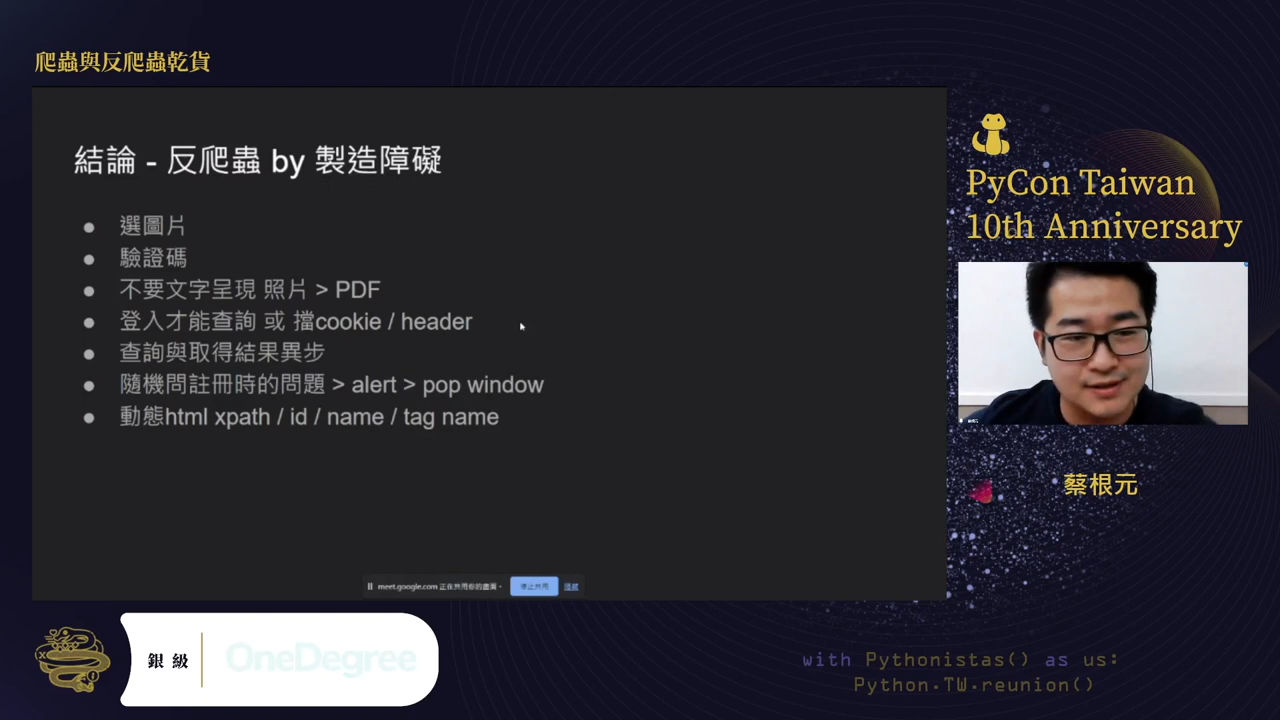 爬蟲與反爬蟲乾貨
結論 - 反爬蟲 by 製造障礙
選圖片
驗證碼
不要文字呈現 照片 > PDF
登入才能查詢 或 擋cookie / header
查詢與取得結果異步
隨機問註冊時的問題 > alert > pop window
動態html xpath / id / name / tag name
meet.google.com 正在共用你的畫面。
停止共用
隱藏
PyCon Taiwan
10th Anniversary
蔡根元
銀級
OneDegree
with Pythonistas() as us:
Python.TW.reunion()